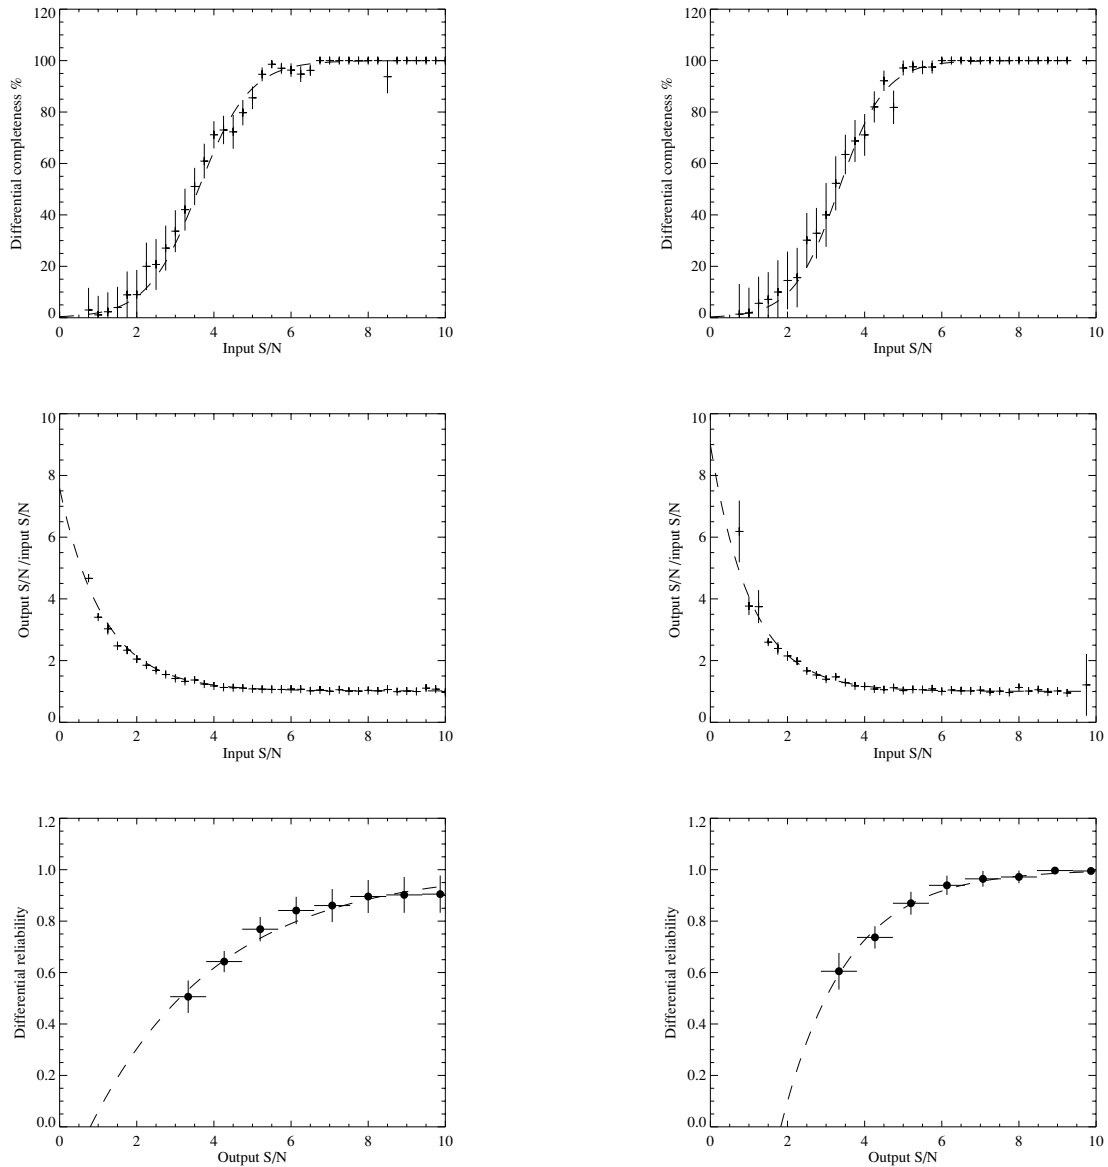 Differential completeness %
120
100
80
60
40
20
0
0 2 4 6 8 10
Input S/N
Differential completeness %
120
100
80
60
40
20
0
0 2 4 6 8 10
Input S/N
Output S/N /input S/N
10
8
6
4
2
0
0 2 4 6 8 10
Input S/N
Output S/N /input S/N
10
8
6
4
2
0
0 2 4 6 8 10
Input S/N
Differential reliability
1.2
1.0
0.8
0.6
0.4
0.2
0.0
0 2 4 6 8 10
Output S/N
Differential reliability
1.2
1.0
0.8
0.6
0.4
0.2
0.0
0 2 4 6 8 10
Output S/N